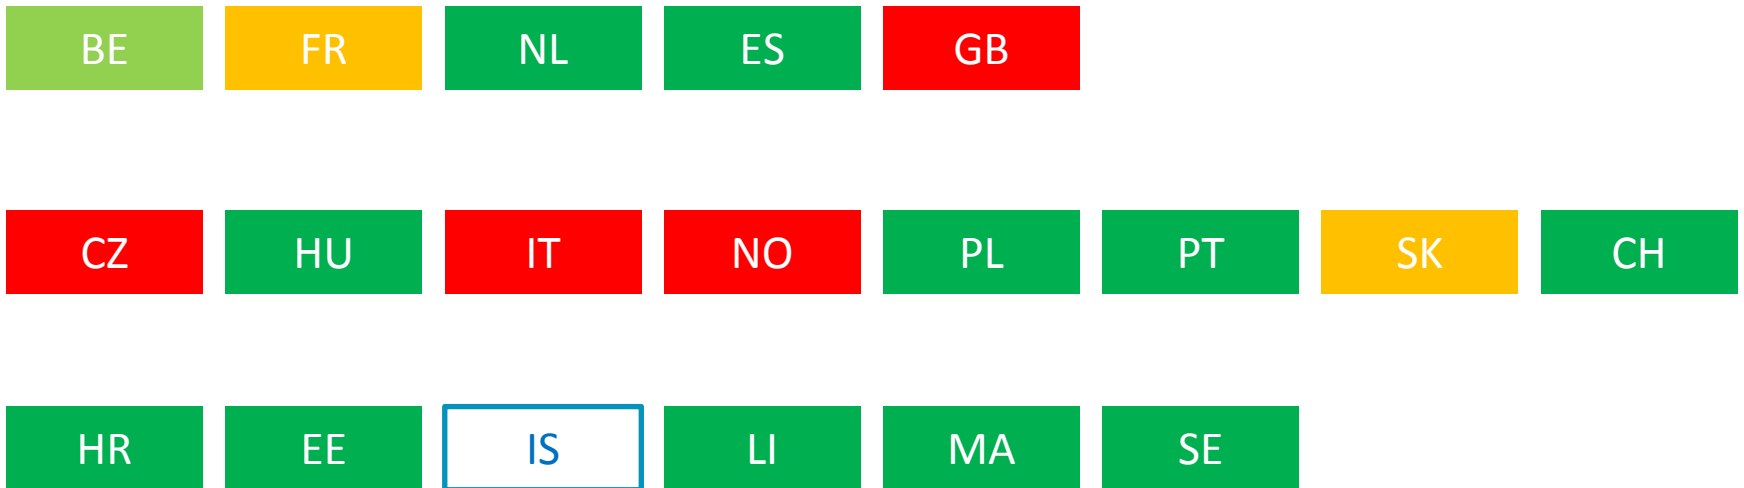 BE FR NL ES GB
CZ HU IT NO PL PT SK CH
HR EE IS LI MA SE